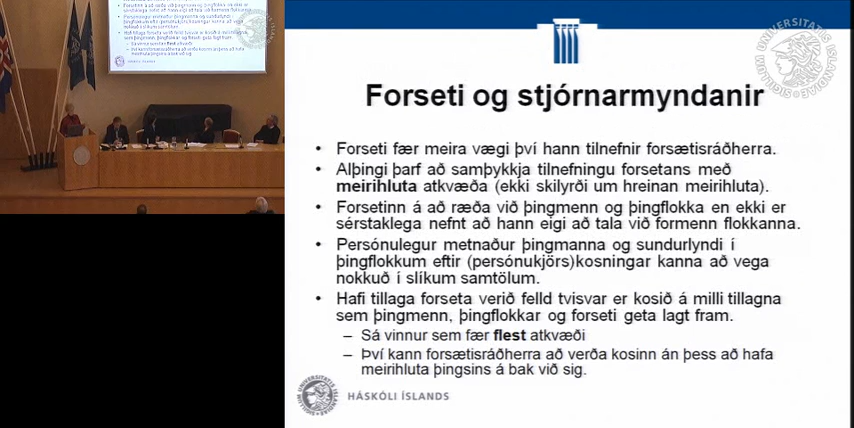 Forseti og stjórnarmyndanir
• Forseti fær meira vægi því hann tilnefnir forsætisráðherra.
• Alþingi þarf að samþykkja tilnefningu forsetans með
meirihluta atkvæða (ekki skilyrði um hreinan meirihluta).
• Forsetinn á að ræða við þingmenn og þingflokka en ekki er
sérstaklega nefnt að hann eigi að tala við formenn flokkanna.
• Persónulegur metnaður þingmanna og sundurlyndi í
þingflokkum eftir (persónukjörs)kosningar kanna að vega
nokkuð í slíkum samtölum.
• Hafi tillaga forseta verið felld tvisvar er kosið á milli tillagna
sem þingmenn, þingflokkar og forseti geta lagt fram.
– Sá vinnur sem fær flest atkvæði
– Því kann forsætisráðherra að verða kosinn án þess að hafa
meirihluta þingsins á bak við sig.
HÁSKÓLI ÍSLANDS
SIGILLUM UNIVERSITATIS ISLANDIAE